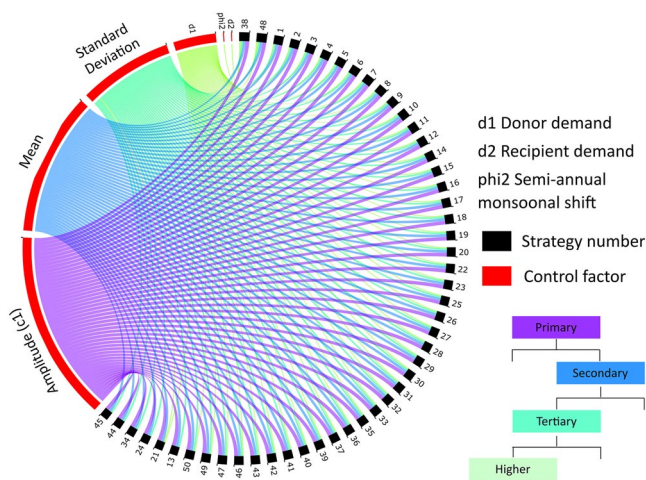 Standard
Deviation
d1
phi2
d2
Mean
Amplitude (c1)
38
48
1
2
3
4
5
6
7
8
9
10
11
12
14
15
16
17
18
19
20
22
23
25
26
27
28
29
30
31
32
33
35
36
37
39
40
41
42
43
46
47
49
50
13
21
24
34
44
45
d1 Donor demand
d2 Recipient demand
phi2 Semi-annual
monsoonal shift
Strategy number
Control factor
Primary
Secondary
Tertiary
Higher